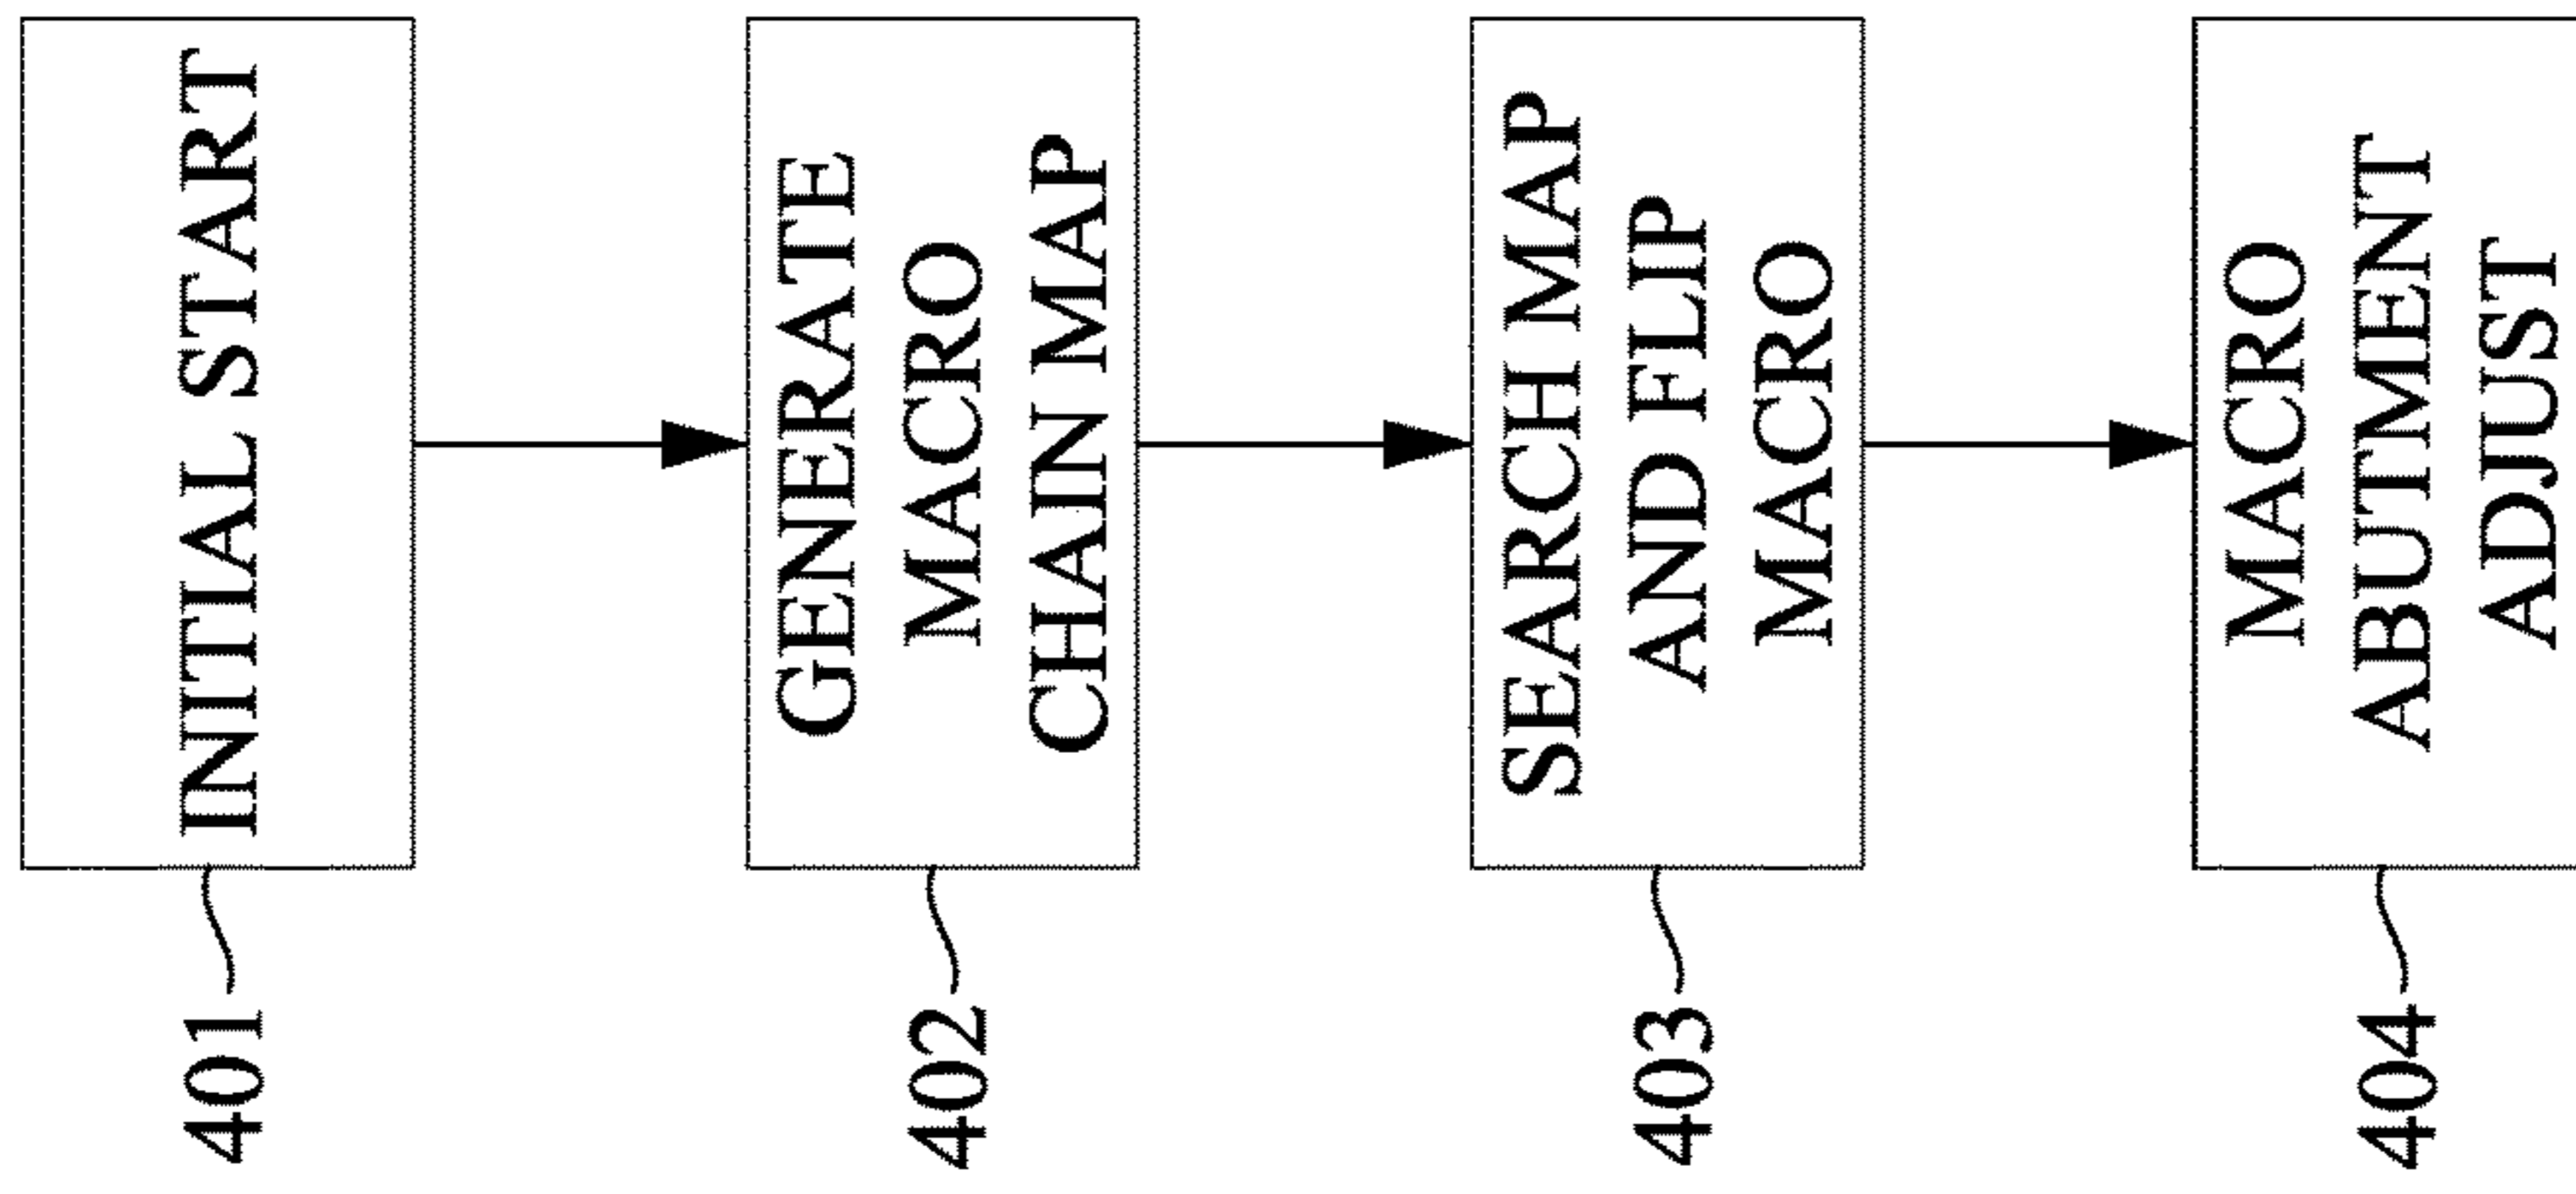 401
INITIAL START
402
GENERATE
MACRO
CHAIN MAP
403
SEARCH MAP
AND FLIP
MACRO
404
MACRO
ABUTMENT
ADJUST